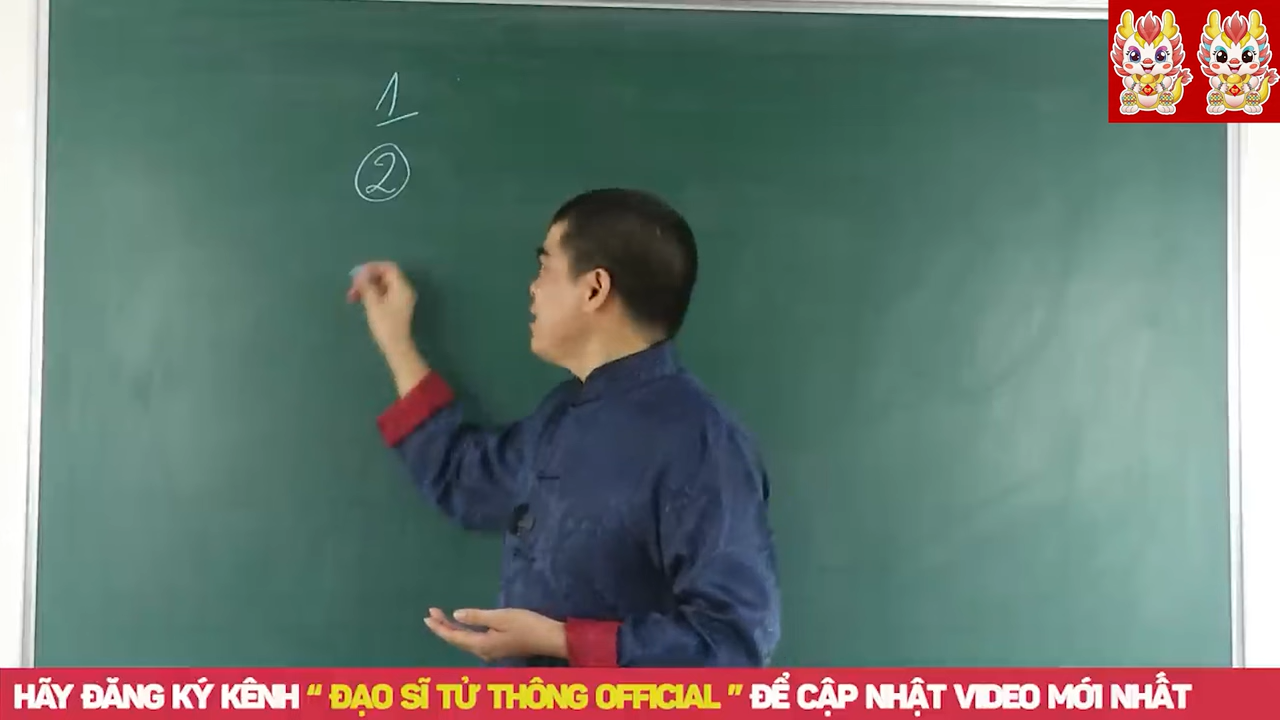 1
2
HÃY ĐĂNG KÝ KÊNH “ ĐẠO SĨ TỬ THÔNG OFFICIAL ” ĐỂ CẬP NHẬT VIDEO MỚI NHẤT